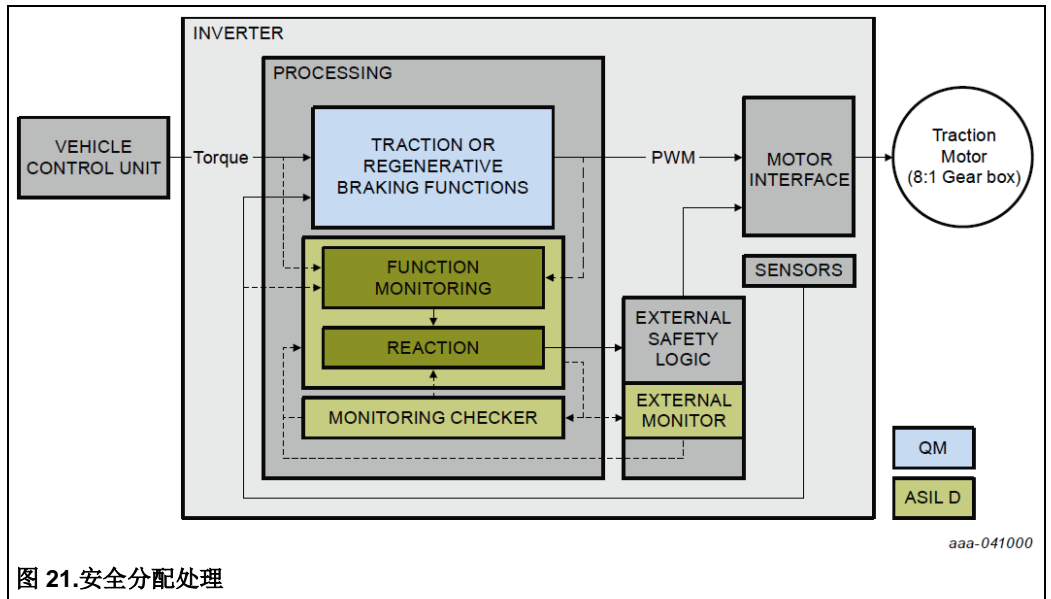 INVERTER
PROCESSING
VEHICLE
CONTROL UNIT
Torque
TRACTION OR
REGENERATIVE
BRAKING FUNCTIONS
PWM
MOTOR
INTERFACE
Traction
Motor
(8:1 Gear box)
FUNCTION
MONITORING
SENSORS
REACTION
EXTERNAL
SAFETY
LOGIC
MONITORING CHECKER
EXTERNAL
MONITOR
QM
ASIL D
aaa-041000
图 21.安全分配处理